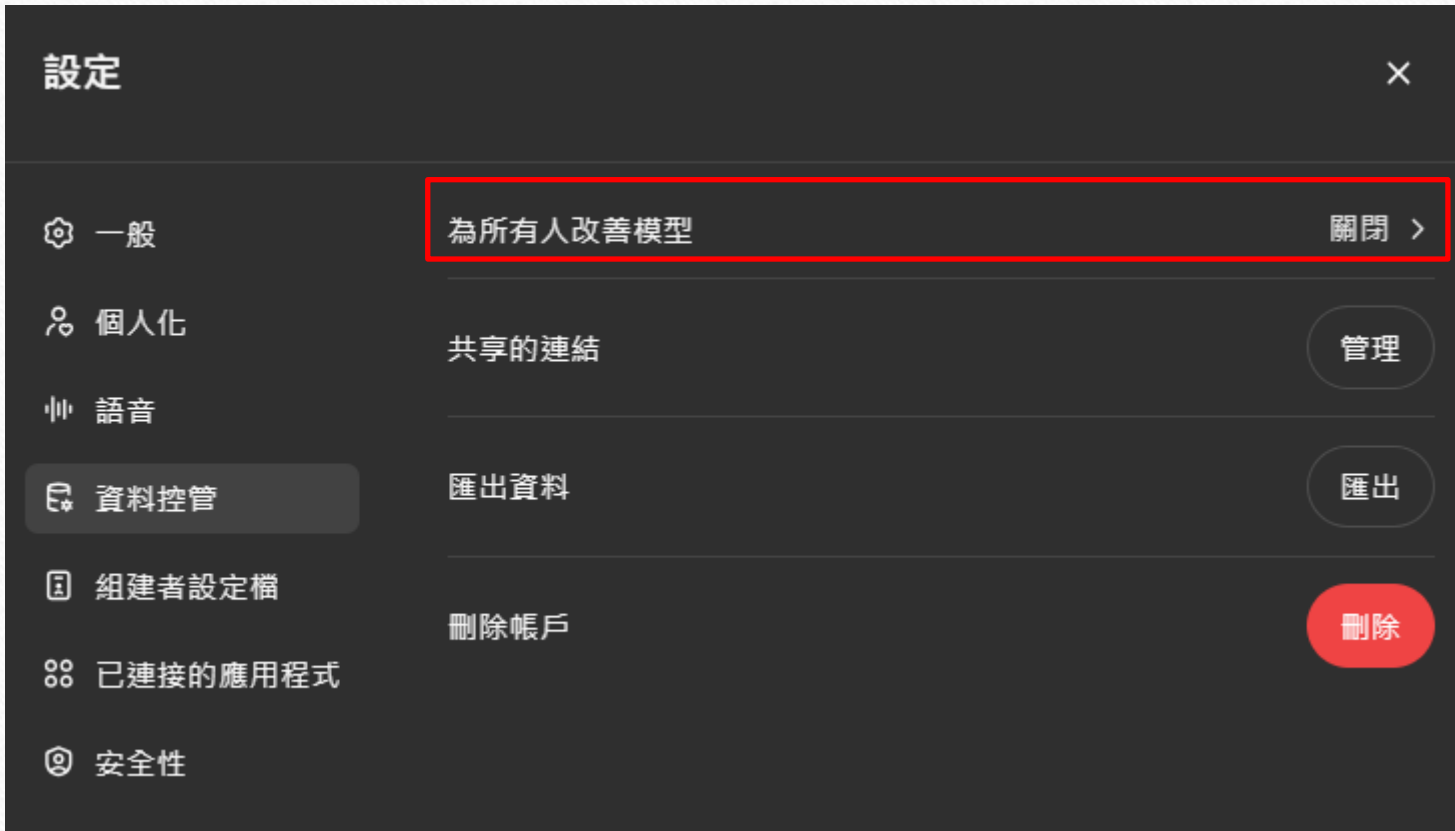 設定
一般
個人化
語音
資料控管
組建者設定檔
已連接的應用程式
安全性
為所有人改善模型 關閉
共享的連結 管理
匯出資料 匯出
刪除帳戶 刪除